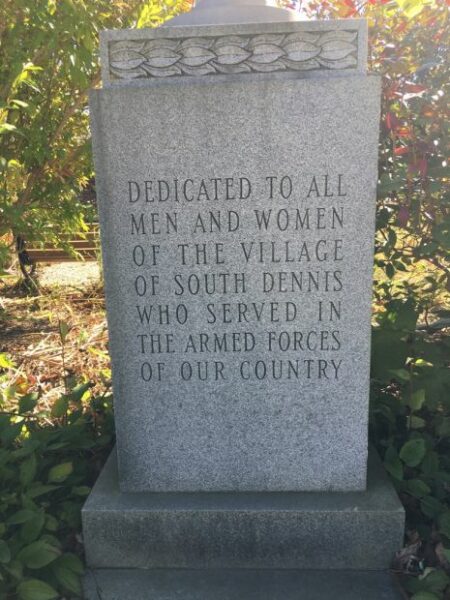 DEDICATED TO ALL
MEN AND WOMEN
OF THE VILLAGE
OF SOUTH DENNIS
WHO SERVED IN
THE ARMED FORCES
OF OUR COUNTRY